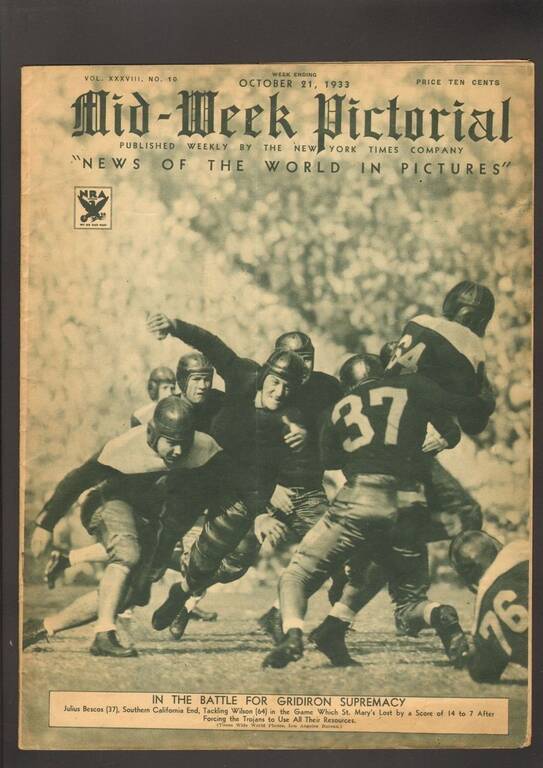 VOL. XXXVIII, NO. 10
WEEK ENDING
OCTOBER 21, 1933
PRICE TEN CENTS
Mid-Week Pictorial
PUBLISHED WEEKLY BY THE NEW YORK TIMES COMPANY
"NEWS OF THE WORLD IN PICTURES"
NRA
WE DO OUR PART
64
37
76
IN THE BATTLE FOR GRIDIRON SUPREMACY
Julius Bescos (37), Southern California End, Tackling Wilson (64) in the Game Which St. Mary's Lost by a Score of 14 to 7 After
Forcing the Trojans to Use All Their Resources.
(Times Wide World Photos, Los Angeles Bureau.)